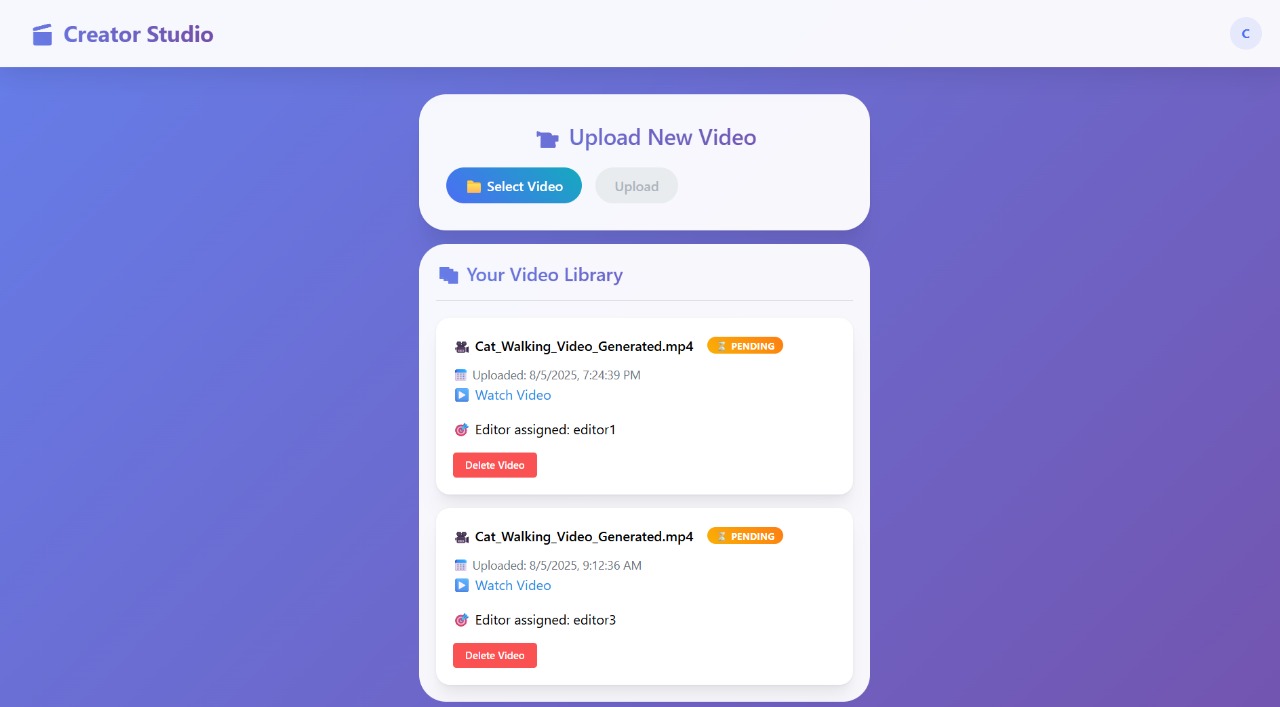 Creator Studio
C
Upload New Video
Select Video
Upload
Your Video Library
Cat_Walking_Video_Generated.mp4 PENDING
Uploaded: 8/5/2025, 7:24:39 PM
Watch Video
Editor assigned: editor1
Delete Video
Cat_Walking_Video_Generated.mp4 PENDING
Uploaded: 8/5/2025, 9:12:36 AM
Watch Video
Editor assigned: editor3
Delete Video